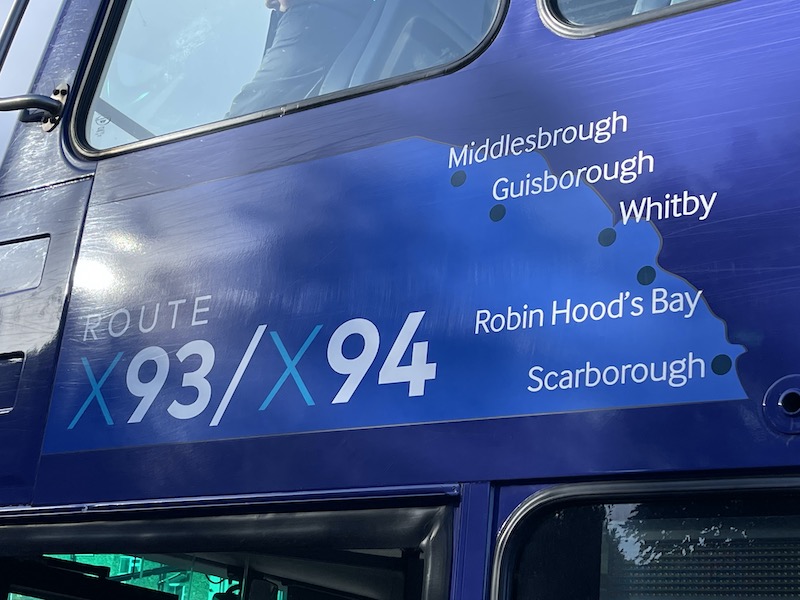 Middlesbrough
Guisborough
Whitby
Robin Hood's Bay
Scarborough
ROUTE
X93/X94